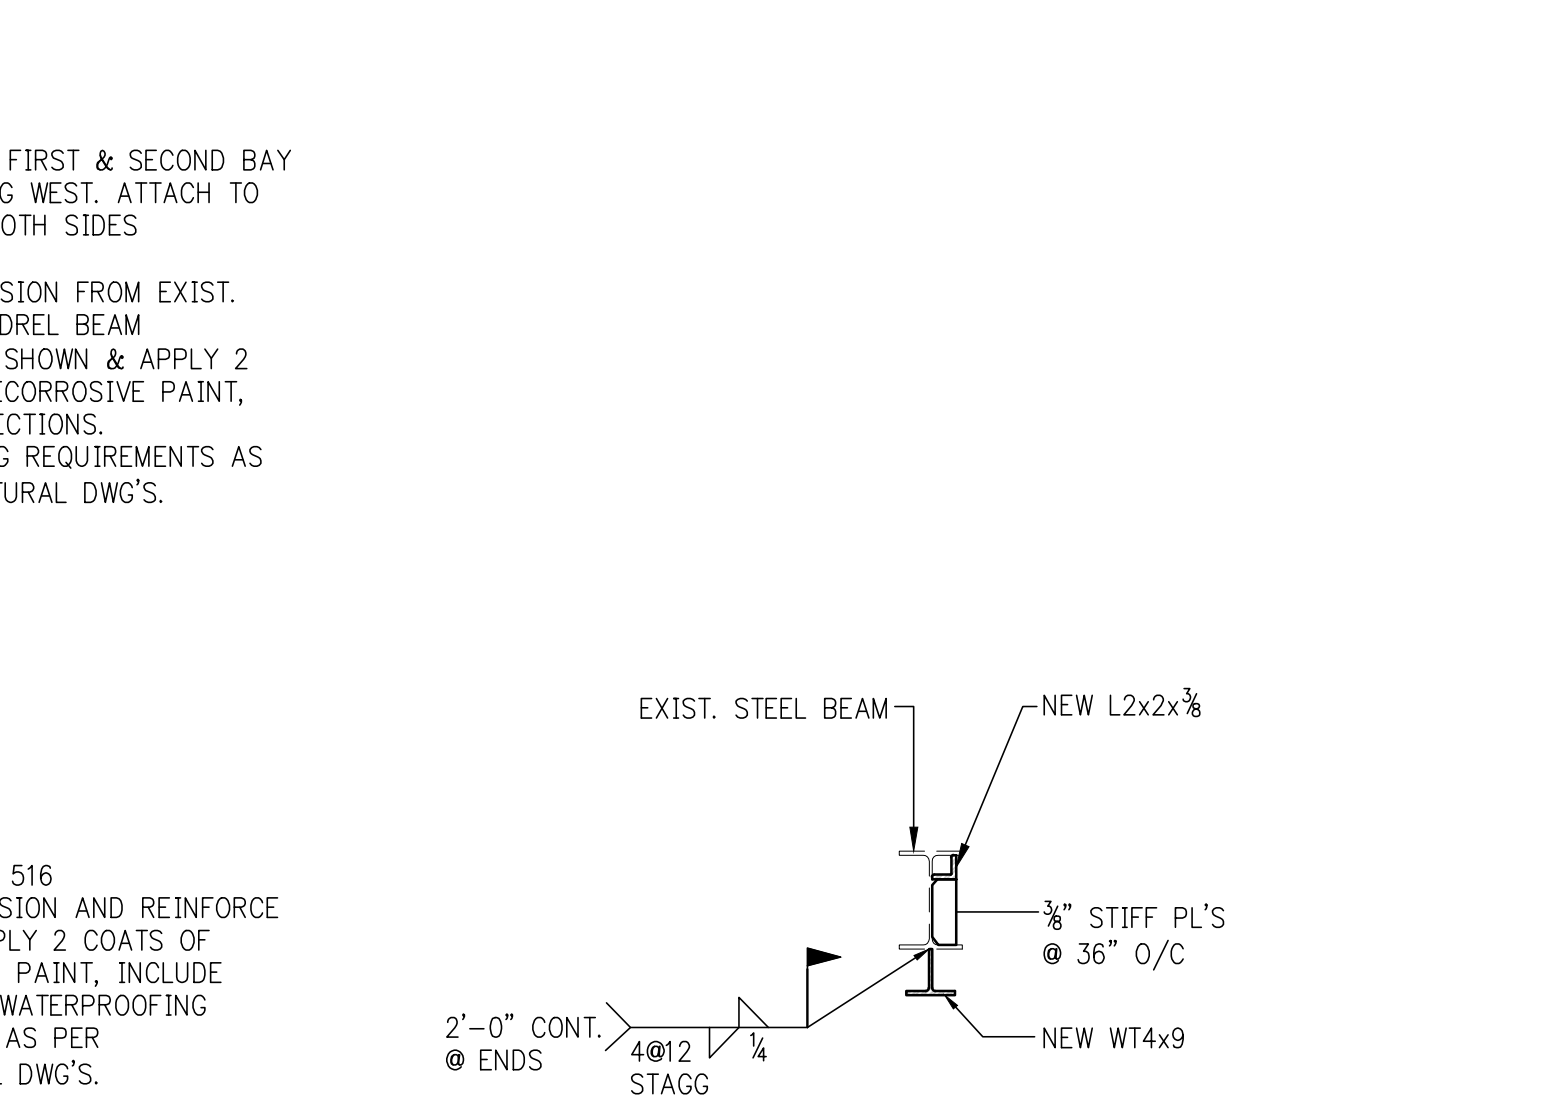 FIRST & SECOND BAY
G WEST. ATTACH TO
OTH SIDES
SION FROM EXIST.
DREL BEAM
SHOWN & APPLY 2
ECORROSIVE PAINT,
ECTIONS.
G REQUIREMENTS AS
TURAL DWG'S.
516
SION AND REINFORCE
PLY 2 COATS OF
PAINT, INCLUDE
WATERPROOFING
AS PER
L DWG'S.
EXIST. STEEL BEAM
NEW L2x2x3/8
3/8" STIFF PL'S
@ 36" O/C
NEW WT4x9
2'-0" CONT.
@ ENDS
4@12
STAGG
1/4